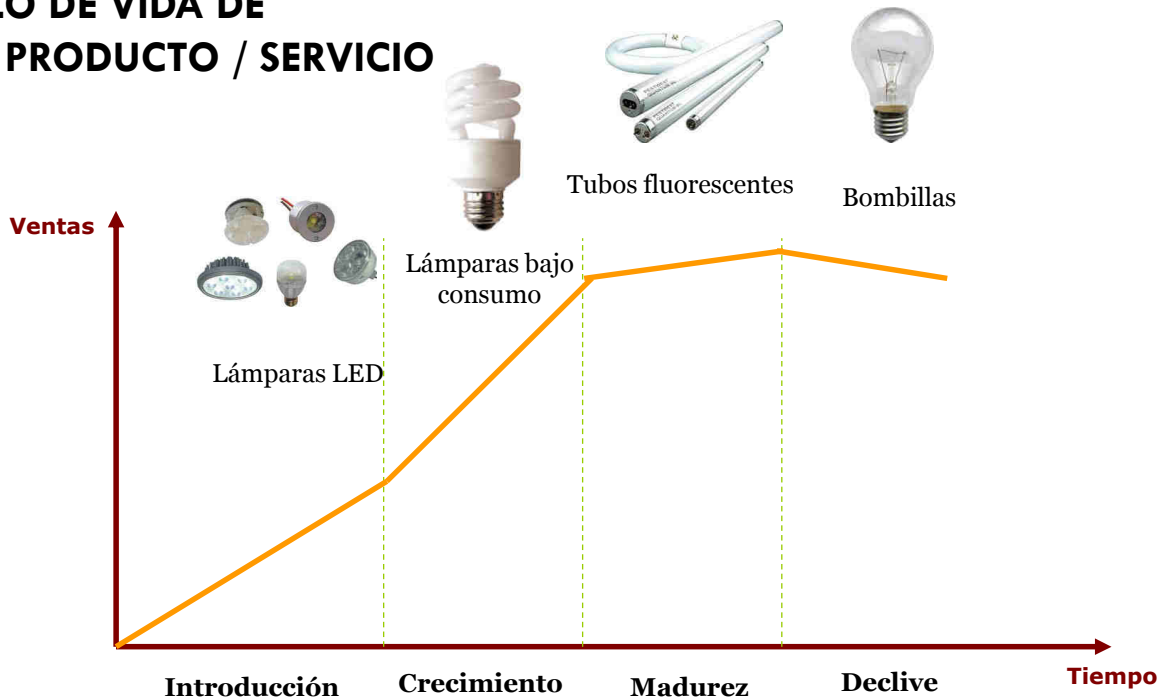 DE VIDA DE
PRODUCTO / SERVICIO
Tubos fluorescentes
Bombillas
Ventas
Lámparas bajo
consumo
Lámparas LED
Introducción
Crecimiento
Madurez
Declive
Tiempo